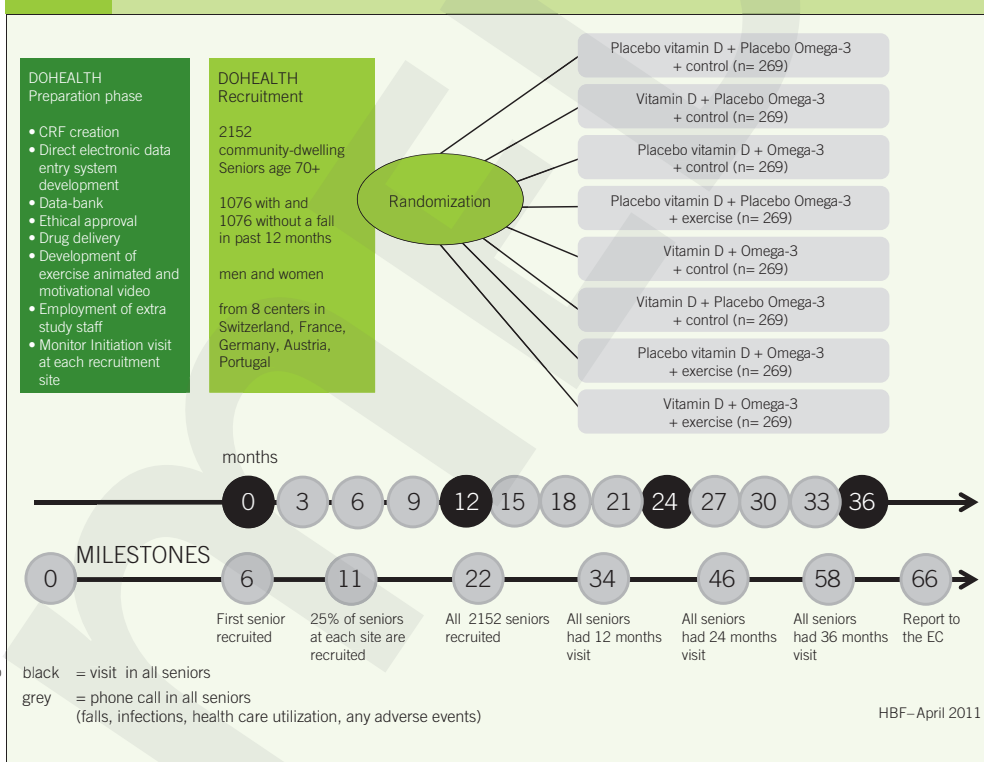 DOHEALTH
Preparation phase
• CRF creation
• Direct electronic data
entry system
development
• Data-bank
• Ethical approval
• Drug delivery
• Development of
exercise animated and
motivational video
• Employment of extra
study staff
• Monitor Initiation visit
at each recruitment
site
DOHEALTH
Recruitment
2152
community-dwelling
Seniors age 70+
1076 with and
1076 without a fall
in past 12 months
men and women
from 8 centers in
Switzerland, France,
Germany, Austria,
Portugal
Randomization
Placebo vitamin D + Placebo Omega-3
+ control (n= 269)
Vitamin D + Placebo Omega-3
+ control (n= 269)
Placebo vitamin D + Omega-3
+ control (n= 269)
Placebo vitamin D + Placebo Omega-3
+ exercise (n= 269)
Vitamin D + Omega-3
+ control (n= 269)
Vitamin D + Placebo Omega-3
+ control (n= 269)
Placebo vitamin D + Omega-3
+ exercise (n= 269)
Vitamin D + Omega-3
+ exercise (n= 269)
months
0 3 6 9 12 15 18 21 24 27 30 33 36
MILESTONES
0 6 11 22 34 46 58 66
First senior
recruited
25% of seniors
at each site are
recruited
All 2152 seniors
recruited
All seniors
had 12 months
visit
All seniors
had 24 months
visit
All seniors
had 36 months
visit
Report to
the EC
black = visit in all seniors
grey = phone call in all seniors
(falls, infections, health care utilization, any adverse events)
HBF–April 2011